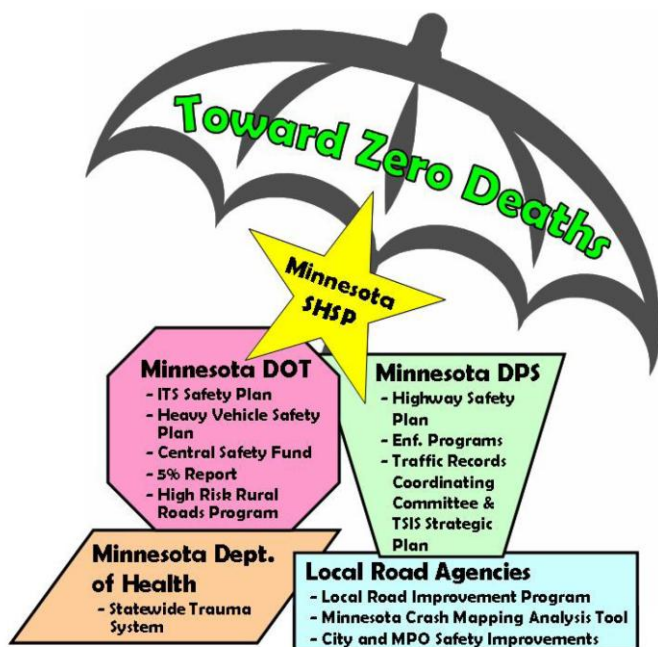 Toward Zero Deaths
Minnesota
SHSP
Minnesota DOT
- ITS Safety Plan
- Heavy Vehicle Safety
Plan
- Central Safety Fund
- 5% Report
- High Risk Rural
Roads Program
Minnesota DPS
- Highway Safety
Plan
- Enf. Programs
- Traffic Records
Coordinating
Committee &
TSIS Strategic
Plan
Minnesota Dept.
of Health
- Statewide Trauma
System
Local Road Agencies
- Local Road Improvement Program
- Minnesota Crash Mapping Analysis Tool
- City and MPO Safety Improvements